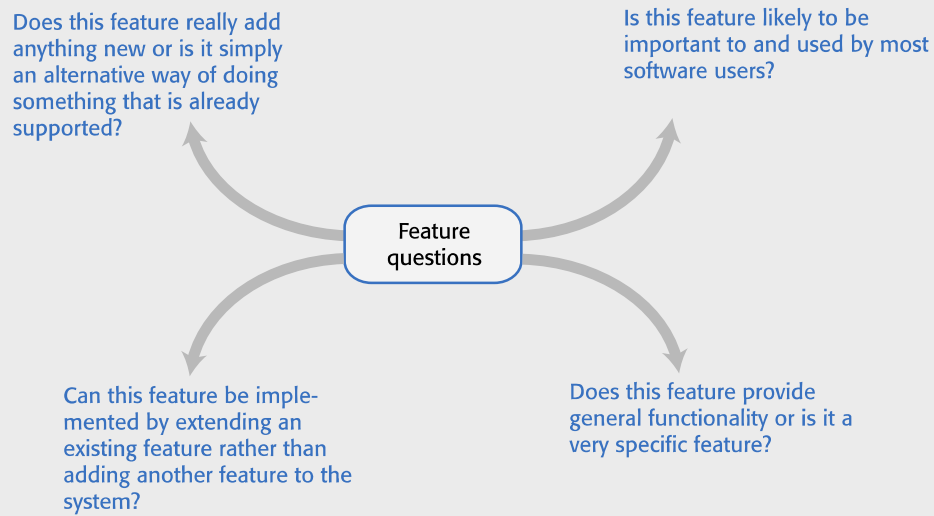 Does this feature really add
anything new or is it simply
an alternative way of doing
something that is already
supported?
Is this feature likely to be
important to and used by most
software users?
Feature
questions
Can this feature be imple-
mented by extending an
existing feature rather than
adding another feature to the
system?
Does this feature provide
general functionality or is it a
very specific feature?